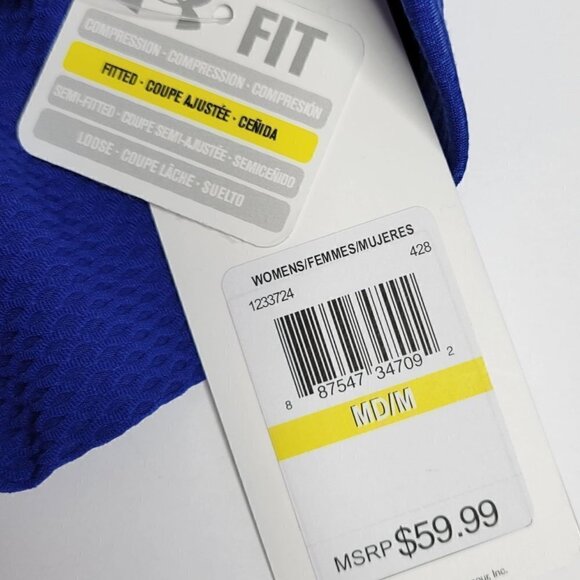 FIT
COMPRESSION · COMPRESSION · COMPRESIÓN
FITTED · COUPE AJUSTÉE · CEÑIDA
SEMI-FITTED · COUPE SEMI-AJUSTÉE · SEMICEÑIDO
LOOSE · COUPE LÂCHE · SUELTO
WOMENS/FEMMES/MUJERES
1233724 428
8 87547 34709 2
MD/M
MSRP $59.99
Inc.